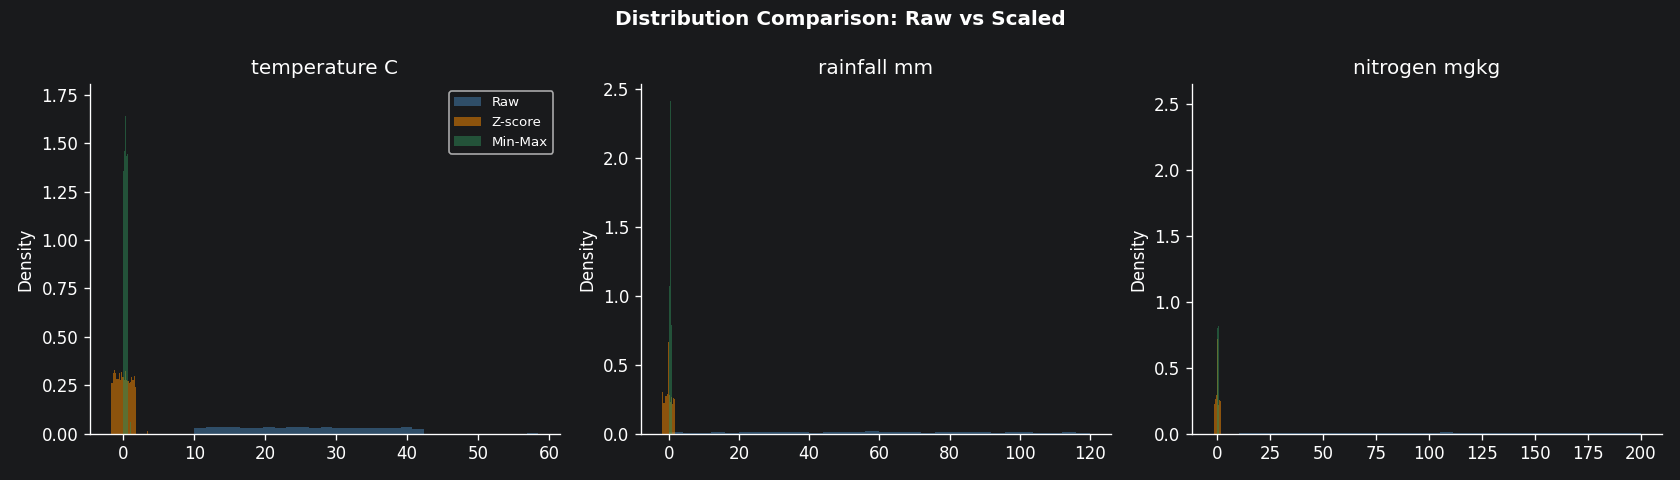 Distribution Comparison: Raw vs Scaled
temperature C
Density
1.75
1.50
1.25
1.00
0.75
0.50
0.25
0.00
0 10 20 30 40 50 60
Raw
Z-score
Min-Max
rainfall mm
Density
2.5
2.0
1.5
1.0
0.5
0.0
0 20 40 60 80 100 120
nitrogen mgkg
Density
2.5
2.0
1.5
1.0
0.5
0.0
0 25 50 75 100 125 150 175 200